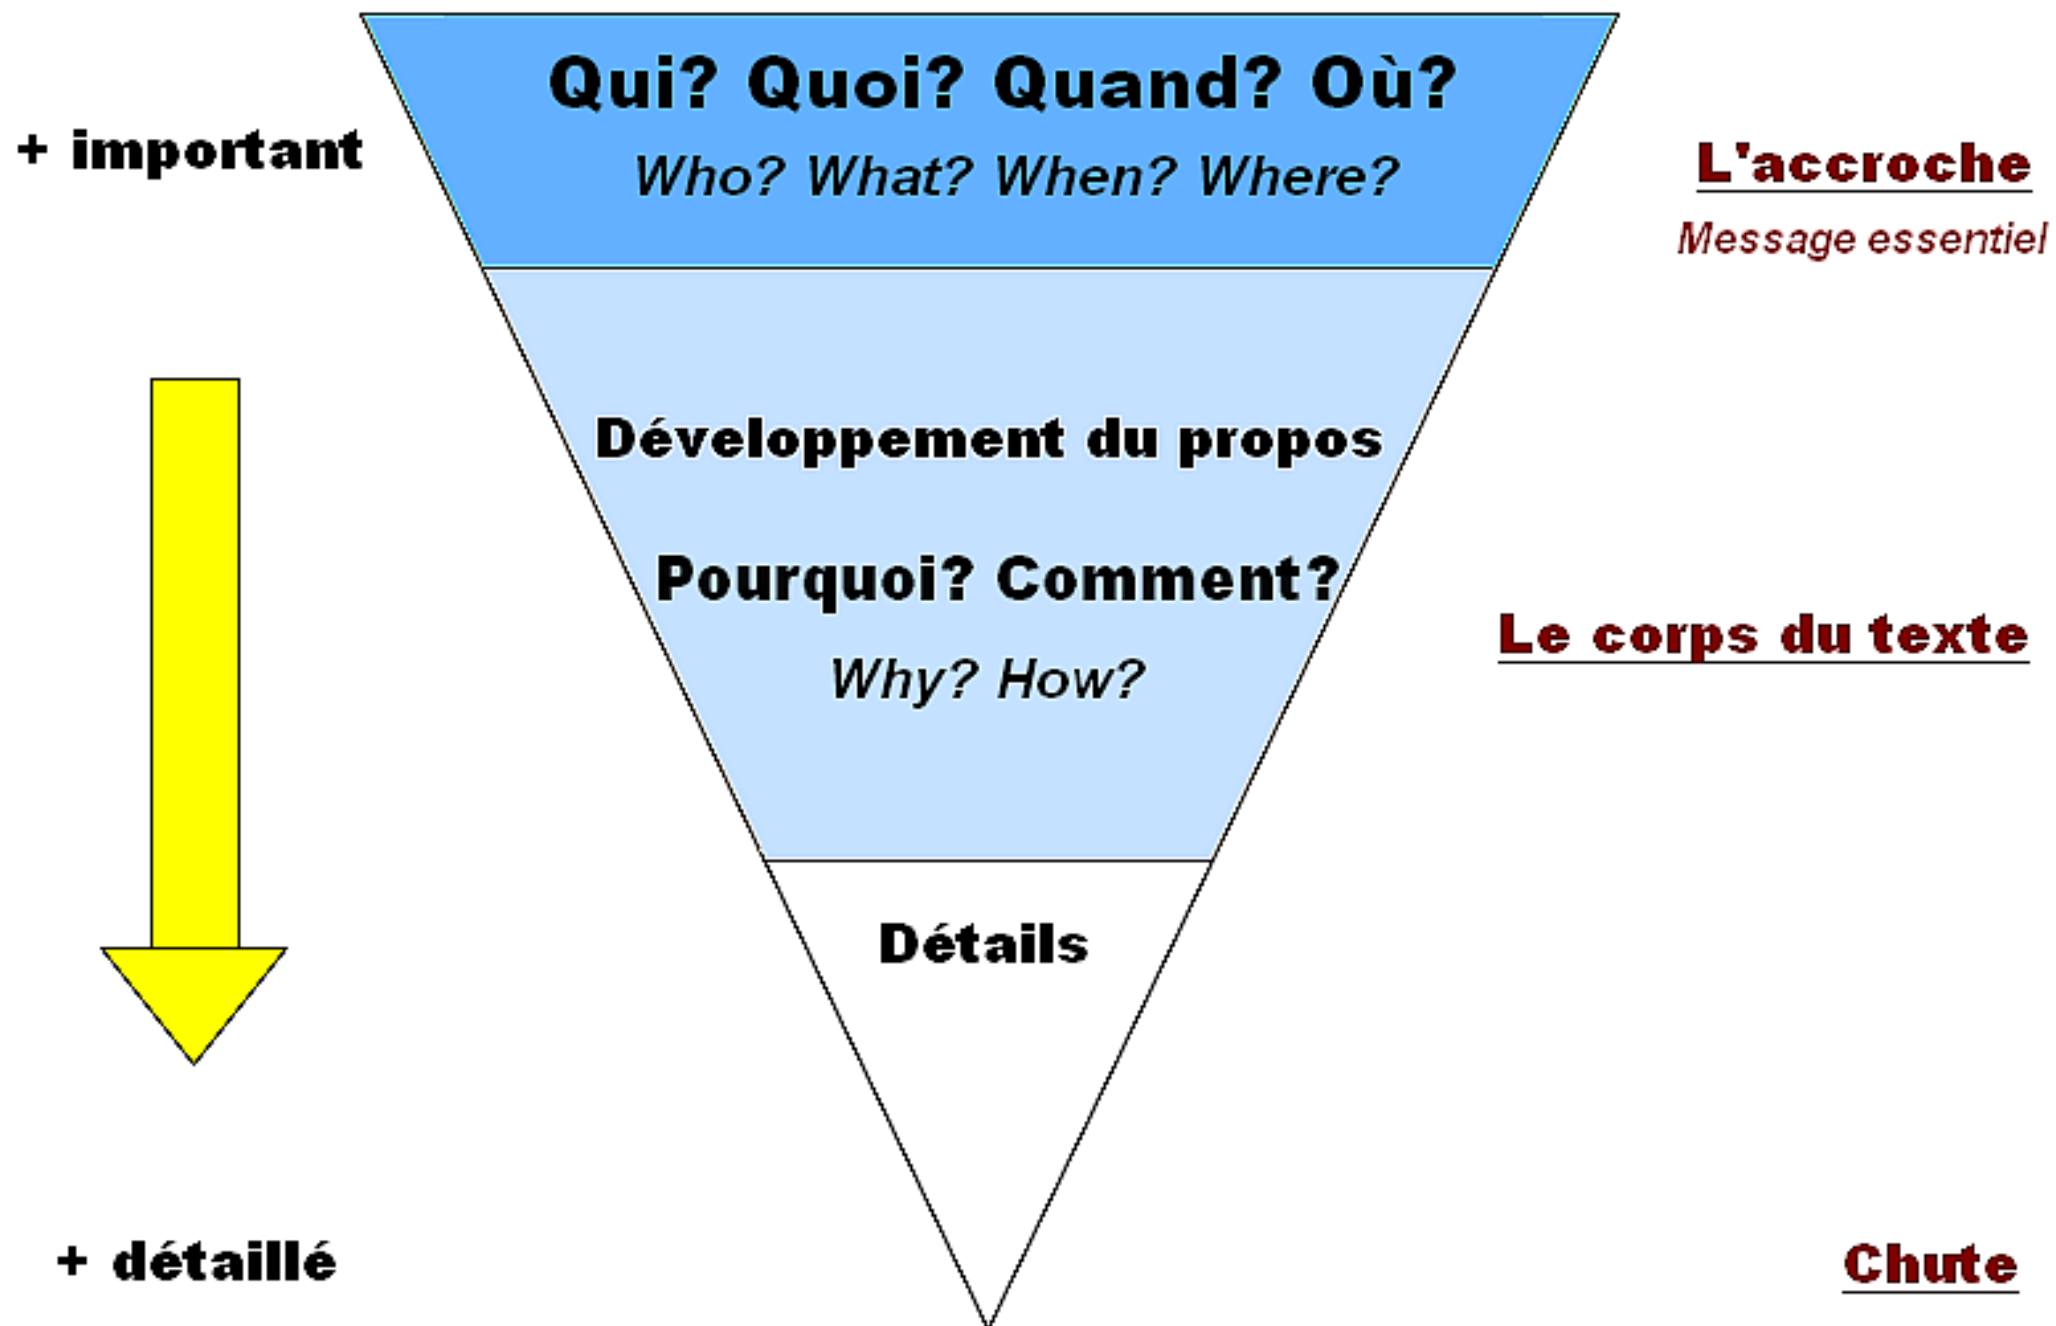 Qui? Quoi? Quand? Où?
Who? What? When? Where?
+ important
L'accroche
Message essentiel
Développement du propos
Pourquoi? Comment?
Why? How?
Le corps du texte
Détails
+ détaillé
Chute